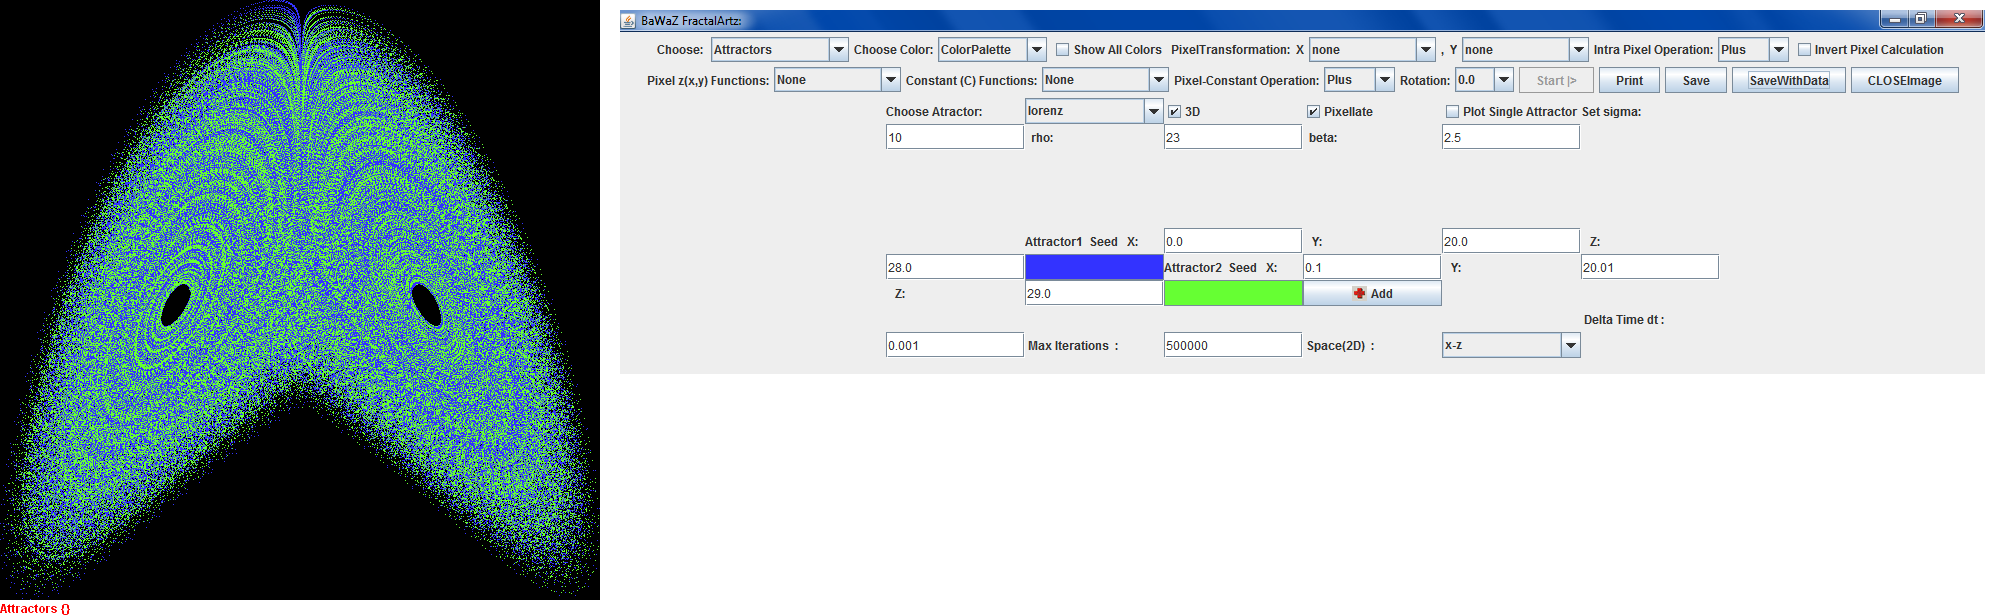 BaWaZ FractalArtz:
Choose: Attractors Choose Color: ColorPalette Show All Colors PixelTransformation: X none , Y none Intra Pixel Operation: Plus Invert Pixel Calculation
Pixel z(x,y) Functions: None Constant (C) Functions: None Pixel-Constant Operation: Plus Rotation: 0.0 Start |> Print Save SaveWithData CLOSEImage
Choose Atractor: lorenz 3D Pixellate Plot Single Attractor Set sigma:
10 rho: 23 beta: 2.5
Attractor1 Seed X: 0.0 Y: 20.0 Z:
28.0 Attractor2 Seed X: 0.1 Y: 20.01
Z: 29.0 Add
Delta Time dt :
0.001 Max Iterations : 500000 Space(2D) : x-z
Attractors {}